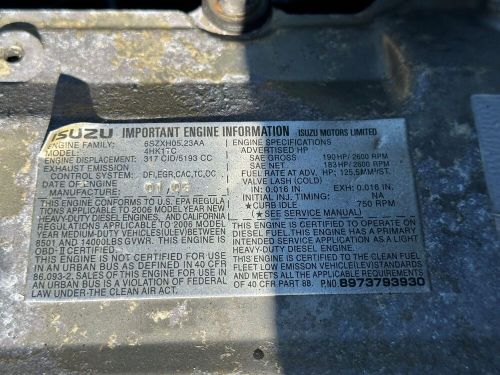 ISUZU IMPORTANT ENGINE INFORMATION ISUZU MOTORS LIMITED
ENGINE FAMILY: 6SZXH05.23AA
MODEL: 4HK1TC
ENGINE DISPLACEMENT: 317 CID/5193 CC
EXHAUST EMISSION
CONTROL SYSTEM: DFI,EGR,CAC,TC,OC
DATE OF ENGINE
MANUFACTURE:
THIS ENGINE CONFORMS TO U.S. EPA REGULA
TIONS APPLICABLE TO 2006 MODEL YEAR NEW
HEAVY-DUTY DIESEL ENGINES, AND CALIFORNIA
REGULATIONS APPLICABLE TO 2006 MODEL
YEAR MEDIUM-DUTY VEHICLES(VEHICLES BET.
8501 AND 14000LBS GVWR). THIS ENGINE IS
OBD II CERTIFIED.
THIS ENGINE IS NOT CERTIFIED FOR USE IN
AN URBAN BUS AS DEFINED IN 40 CFR
86.093-2. SALES OF THIS ENGINE FOR USE IN
AN URBAN BUS IS A VIOLATION OF FEDERAL
LAW UNDER THE CLEAN AIR ACT.
ENGINE SPECIFICATIONS
ADVERTISED HP
SAE GROSS 190HP/ 2600 RPM
SAE NET 183HP/ 2600 RPM
FUEL RATE AT ADV. HP: 125.5MM³/ST.
VALVE LASH (COLD)
IN: 0.016 IN. EXH: 0.016 IN.
INITIAL TIMING: NA
★CURB IDLE 750 RPM
(★SEE SERVICE MANUAL)
THIS ENGINE IS CERTIFIED TO OPERATE ON
DIESEL FUEL. THIS ENGINE HAS A PRIMARY
INTENDED SERVICE APPLICATION AS A LIGHT
HEAVY-DUTY DIESEL ENGINE.
THIS ENGINE IS CERTIFIED TO THE CLEAN FUEL
FLEET LOW EMISSON VEHICLE(LEV)STANDARDS
AND MEETS ALL THE APPLICABLE REQUIREMENTS
OF 40 CFR PART 88. P.NO.8973793930